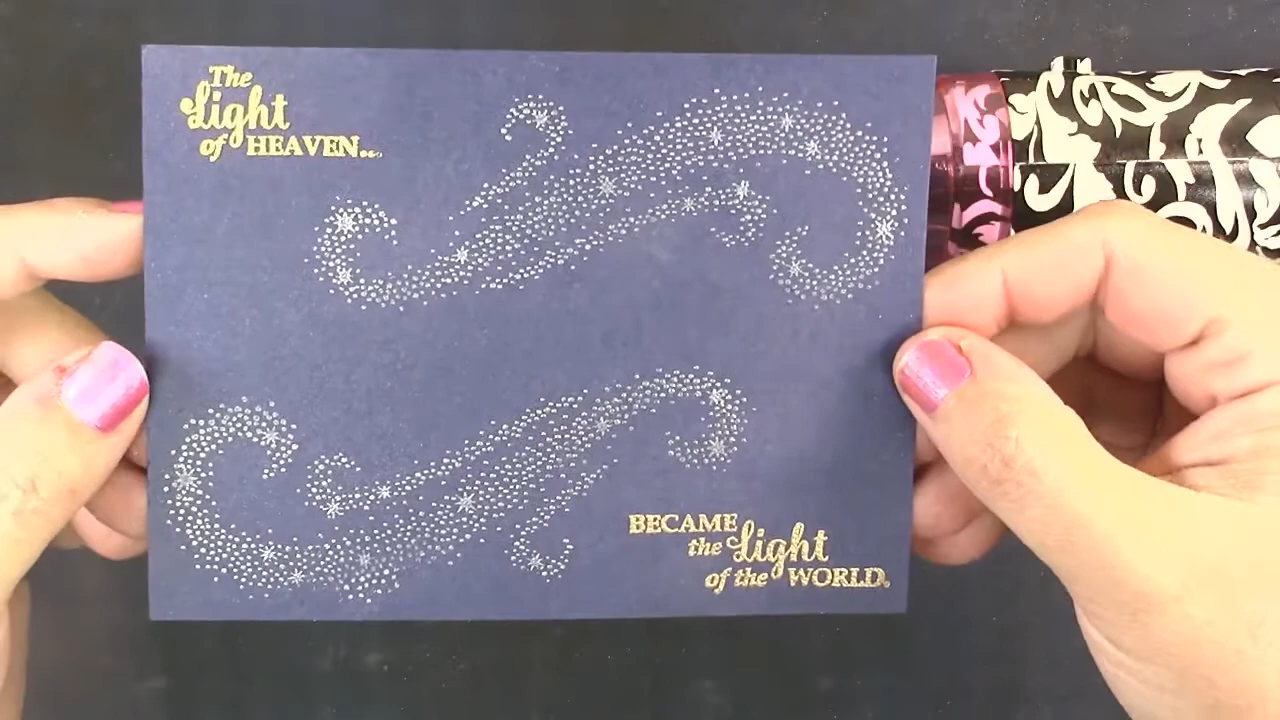 The
Light
of HEAVEN...
BECAME
the Light
of the WORLD.